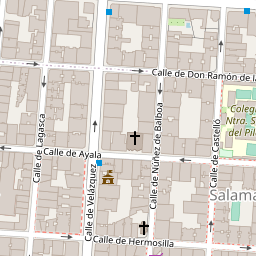 Calle de Don Ramón de la
Coleg
Ntra. S
del Pil
Calle de Lagasca
Calle de Velázquez
Calle de Núñez de Balboa
Calle de Castelló
Calle de Ayala
Salama
Calle de Hermosilla